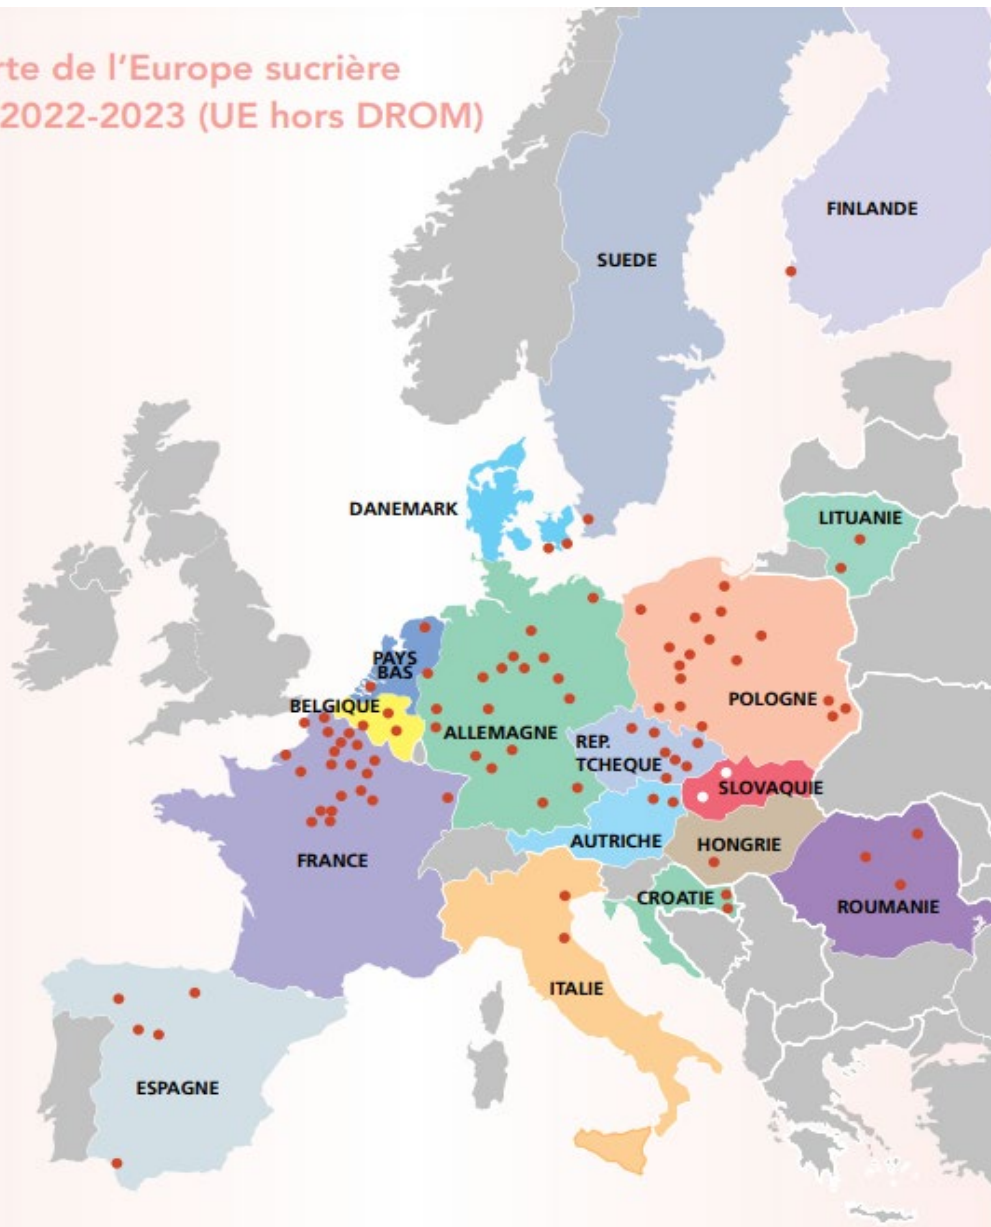 rte de l'Europe sucrière
2022-2023 (UE hors DROM)
FINLANDE
SUEDE
DANEMARK
LITUANIE
PAYS
BAS
BELGIQUE
POLOGNE
ALLEMAGNE
REP.
TCHEQUE
SLOVAQUIE
AUTRICHE
HONGRIE
FRANCE
CROATIE
ROUMANIE
ITALIE
ESPAGNE